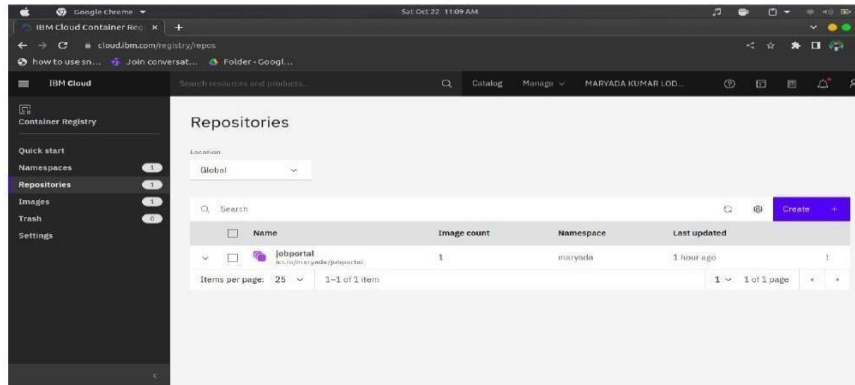 Google Chrome
Sat Oct 22 11:09 AM
IBM Cloud Container Reg
cloud.ibm.com/registry/repos
how to use sn... Join conversat... Folder - Googl...
IBM Cloud
Search resources and products...
Catalog
Manage
MARYADA KUMAR LOD...
Container Registry
Repositories
Quick start
Location
Namespaces 1
Global
Repositories 1
Images 1
Search
Create +
Trash 0
Settings
Name Image count Namespace Last updated
jobportal 1 maryada 1 hour ago
icr.io/maryada/jobportal
Items per page: 25 1–1 of 1 item 1 1 of 1 page